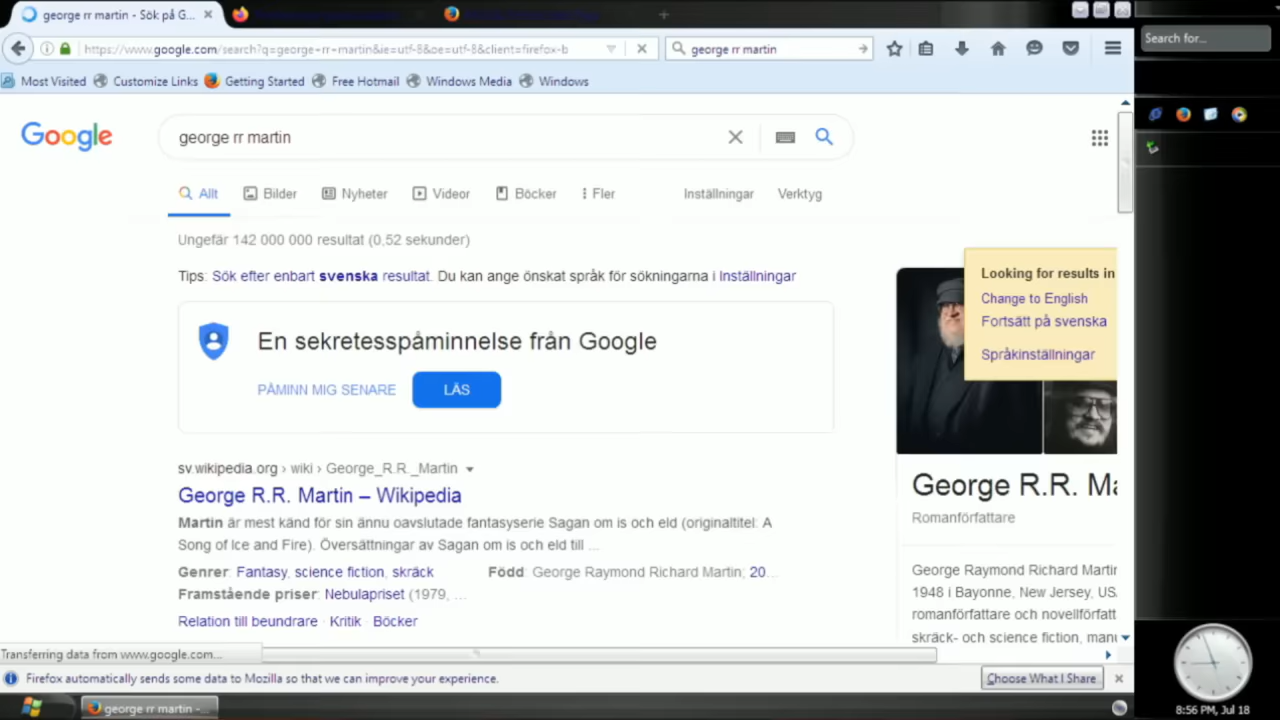 george rr martin - Sök på G...
Search for...
https://www.google.com/search?q=george+rr+martin&ie=utf-8&oe=utf-8&client=firefox-b
george rr martin
Most Visited
Customize Links
Getting Started
Free Hotmail
Windows Media
Windows
Google
george rr martin
Allt
Bilder
Nyheter
Videor
Böcker
Fler
Inställningar
Verktyg
Ungefär 142 000 000 resultat (0,52 sekunder)
Tips: Sök efter enbart svenska resultat. Du kan ange önskat språk för sökningarna i Inställningar
Looking for results in
Change to English
Fortsätt på svenska
Språkinställningar
En sekretesspåminnelse från Google
PÅMINN MIG SENARE
LÄS
sv.wikipedia.org › wiki › George_R.R._Martin
George R.R. Martin – Wikipedia
Martin är mest känd för sin ännu oavslutade fantasyserie Sagan om is och eld (originaltitel: A
Song of Ice and Fire). Översättningar av Sagan om is och eld till ...
Genrer: Fantasy, science fiction, skräck
Född: George Raymond Richard Martin; 20...
Framstående priser: Nebulapriset (1979, ...
Relation till beundrare · Kritik · Böcker
George R.R. Ma
Romanförfattare
George Raymond Richard Martin
1948 i Bayonne, New Jersey, USA
romanförfattare och novellförfatt
skräck- och science fiction, manu
Transferring data from www.google.com...
Firefox automatically sends some data to Mozilla so that we can improve your experience.
Choose What I Share
george rr martin -...
8:56 PM, Jul 18